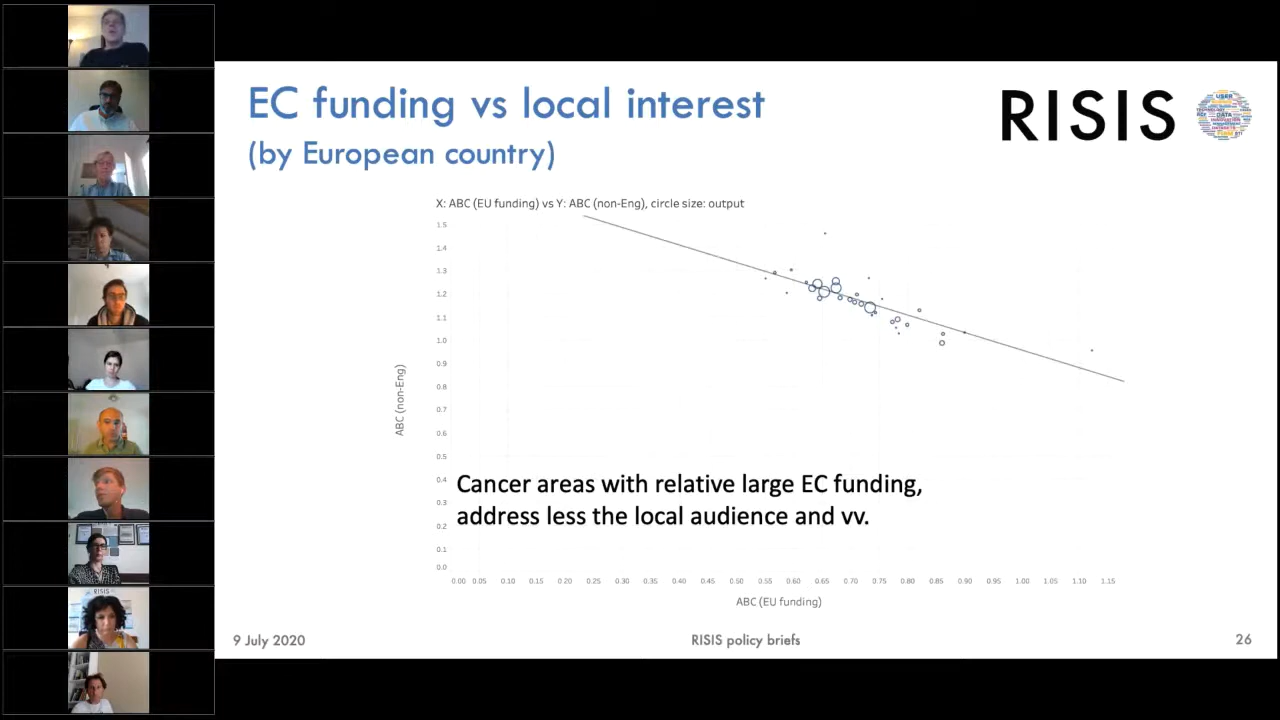 EC funding vs local interest
(by European country)
RISIS
USER
DATA
X: ABC (EU funding) vs Y: ABC (non-Eng), circle size: output
1.5
1.4
1.3
1.2
1.1
1.0
0.9
0.8
0.7
0.6
0.5
0.4
0.3
0.2
0.1
0.0
ABC (non-Eng)
Cancer areas with relative large EC funding,
address less the local audience and vv.
0.00 0.05 0.10 0.15 0.20 0.25 0.30 0.35 0.40 0.45 0.50 0.55 0.60 0.65 0.70 0.75 0.80 0.85 0.90 0.95 1.00 1.05 1.10 1.15
ABC (EU funding)
9 July 2020
RISIS policy briefs
26
RISIS